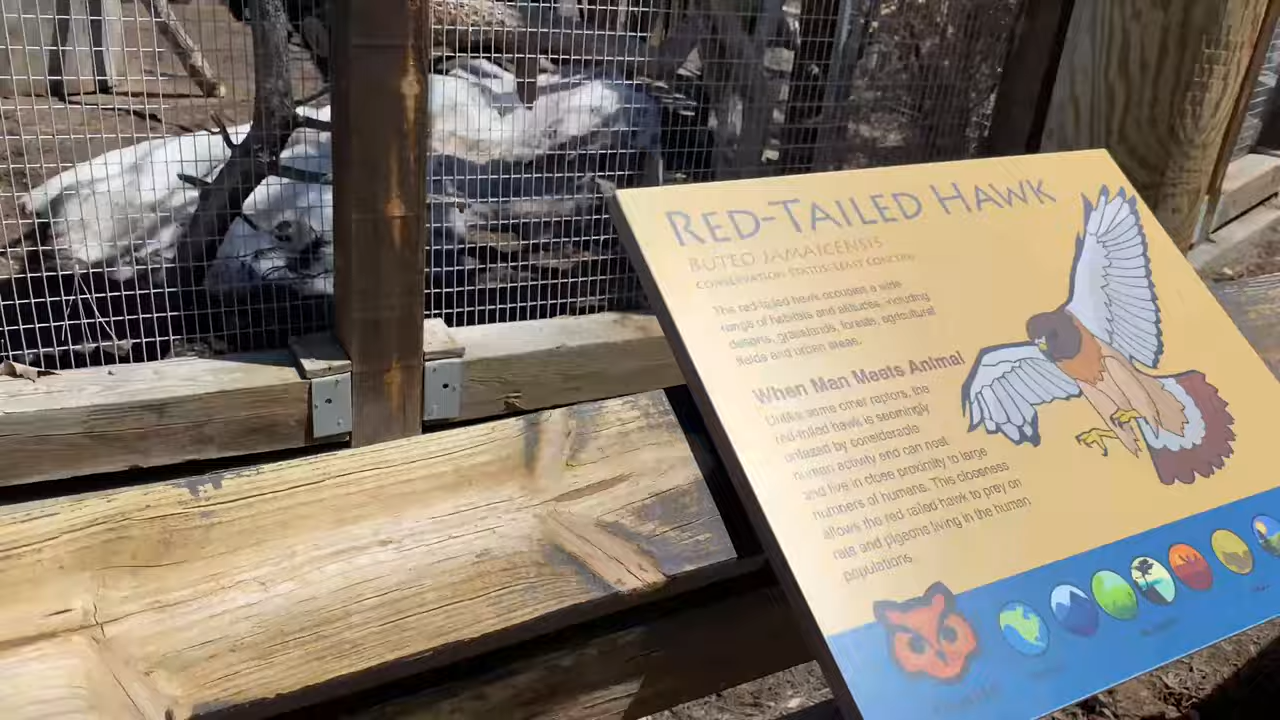 RED-TAILED HAWK
BUTEO JAMAICENSIS
CONSERVATION STATUS: LEAST CONCERN
The red-tailed hawk occupies a wide
range of habitats and altitudes, including
deserts, grasslands, forests, agricultural
fields and urban areas.
When Man Meets Animal
Unlike some other raptors, the
red-tailed hawk is seemingly
unfazed by considerable
human activity and can nest
and live in close proximity to large
numbers of humans. This closeness
allows the red-tailed hawk to prey on
rats and pigeons living in the human
populations.